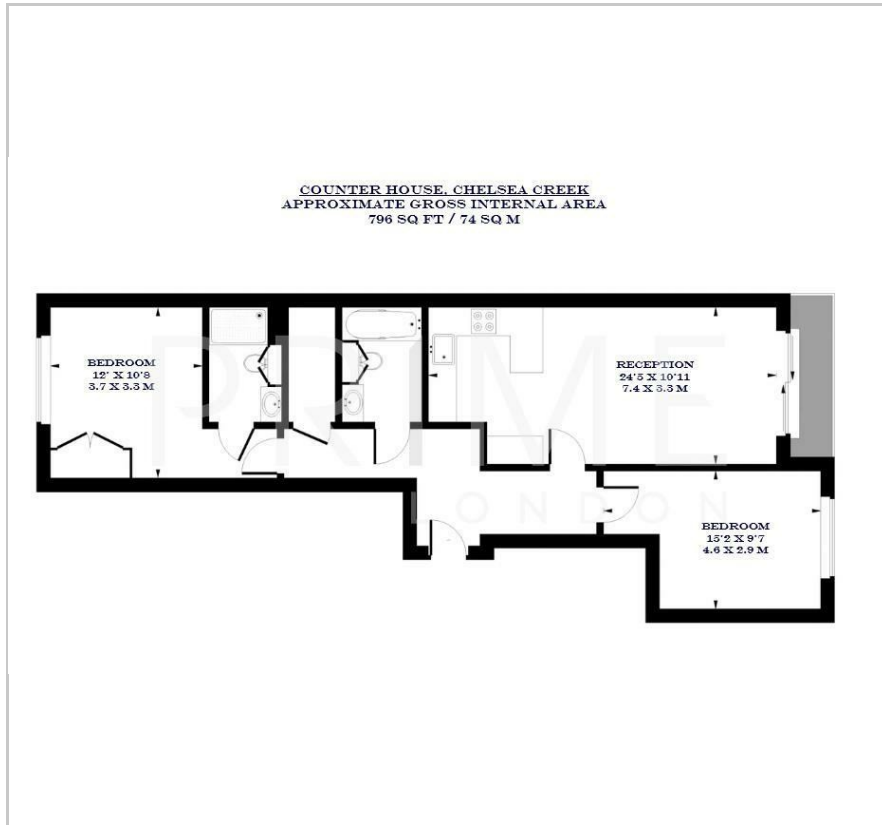 COUNTER HOUSE, CHELSEA CREEK
APPROXIMATE GROSS INTERNAL AREA
796 SQ FT / 74 SQ M
BEDROOM
12' X 10'8
3.7 X 3.3 M
RECEPTION
24'5 X 10'11
7.4 X 3.3 M
PRIME
LONDON
BEDROOM
15'2 X 9'7
4.6 X 2.9 M